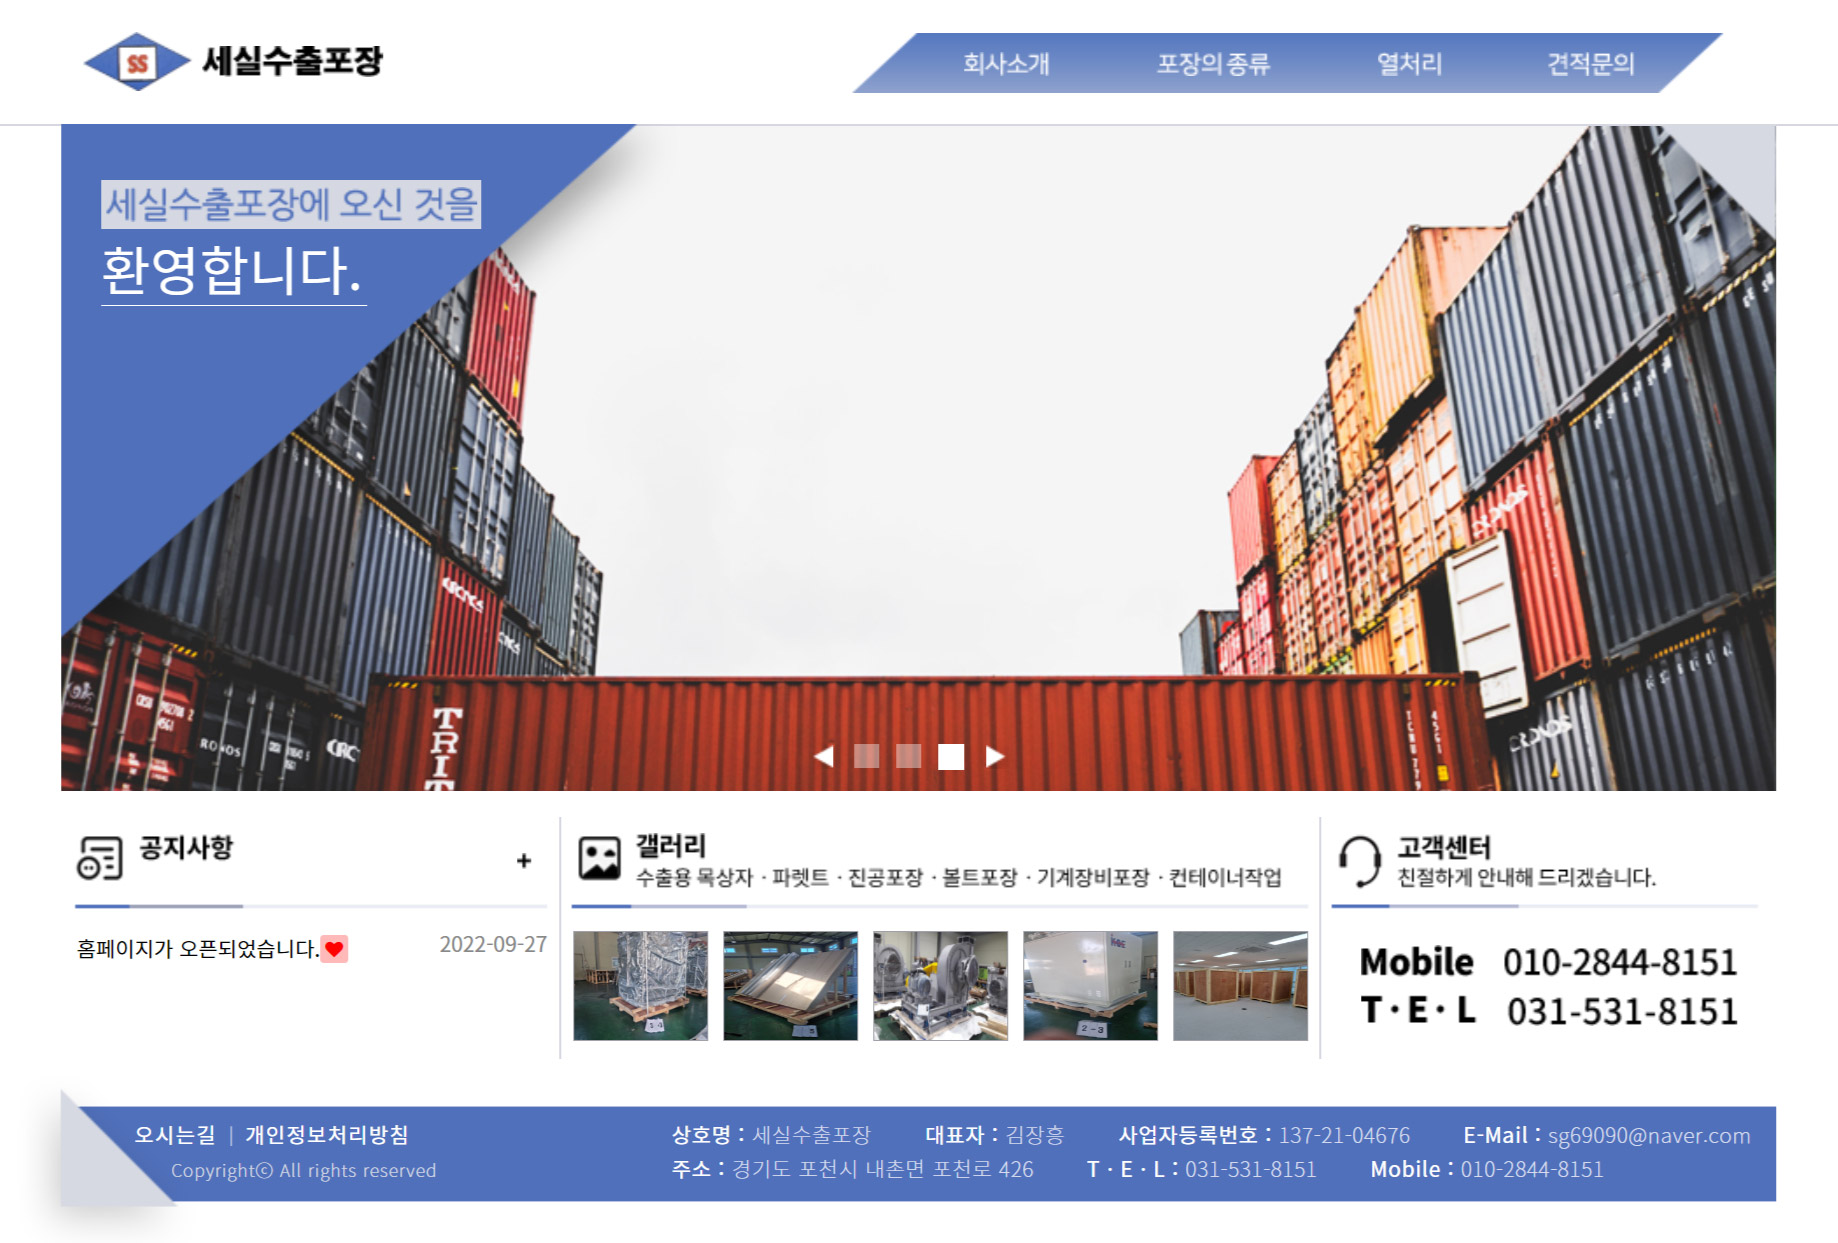 SS 세실수출포장
회사소개 포장의 종류 열처리 견적문의
세실수출포장에 오신 것을
환영합니다.
CRONOS
CRONOS
TRIT
RONOS
공지사항
+
홈페이지가 오픈되었습니다.
2022-09-27
갤러리
수출용 목상자 · 파렛트 · 진공포장 · 볼트포장 · 기계장비포장 · 컨테이너작업
2-3
고객센터
친절하게 안내해 드리겠습니다.
Mobile 010-2844-8151
T · E · L 031-531-8151
오시는길 | 개인정보처리방침
Copyrightⓒ All rights reserved
상호명 : 세실수출포장 대표자 : 김장흥 사업자등록번호 : 137-21-04676 E-Mail : sg69090@naver.com
주소 : 경기도 포천시 내촌면 포천로 426 T · E · L : 031-531-8151 Mobile : 010-2844-8151